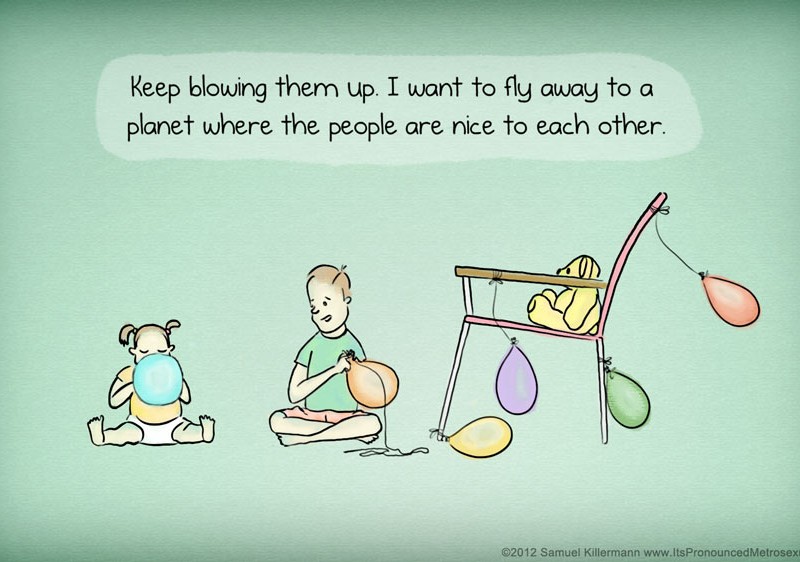 Keep blowing them up. I want to fly away to a
planet where the people are nice to each other.
©2012 Samuel Killermann www.ItsPronouncedMetrosex